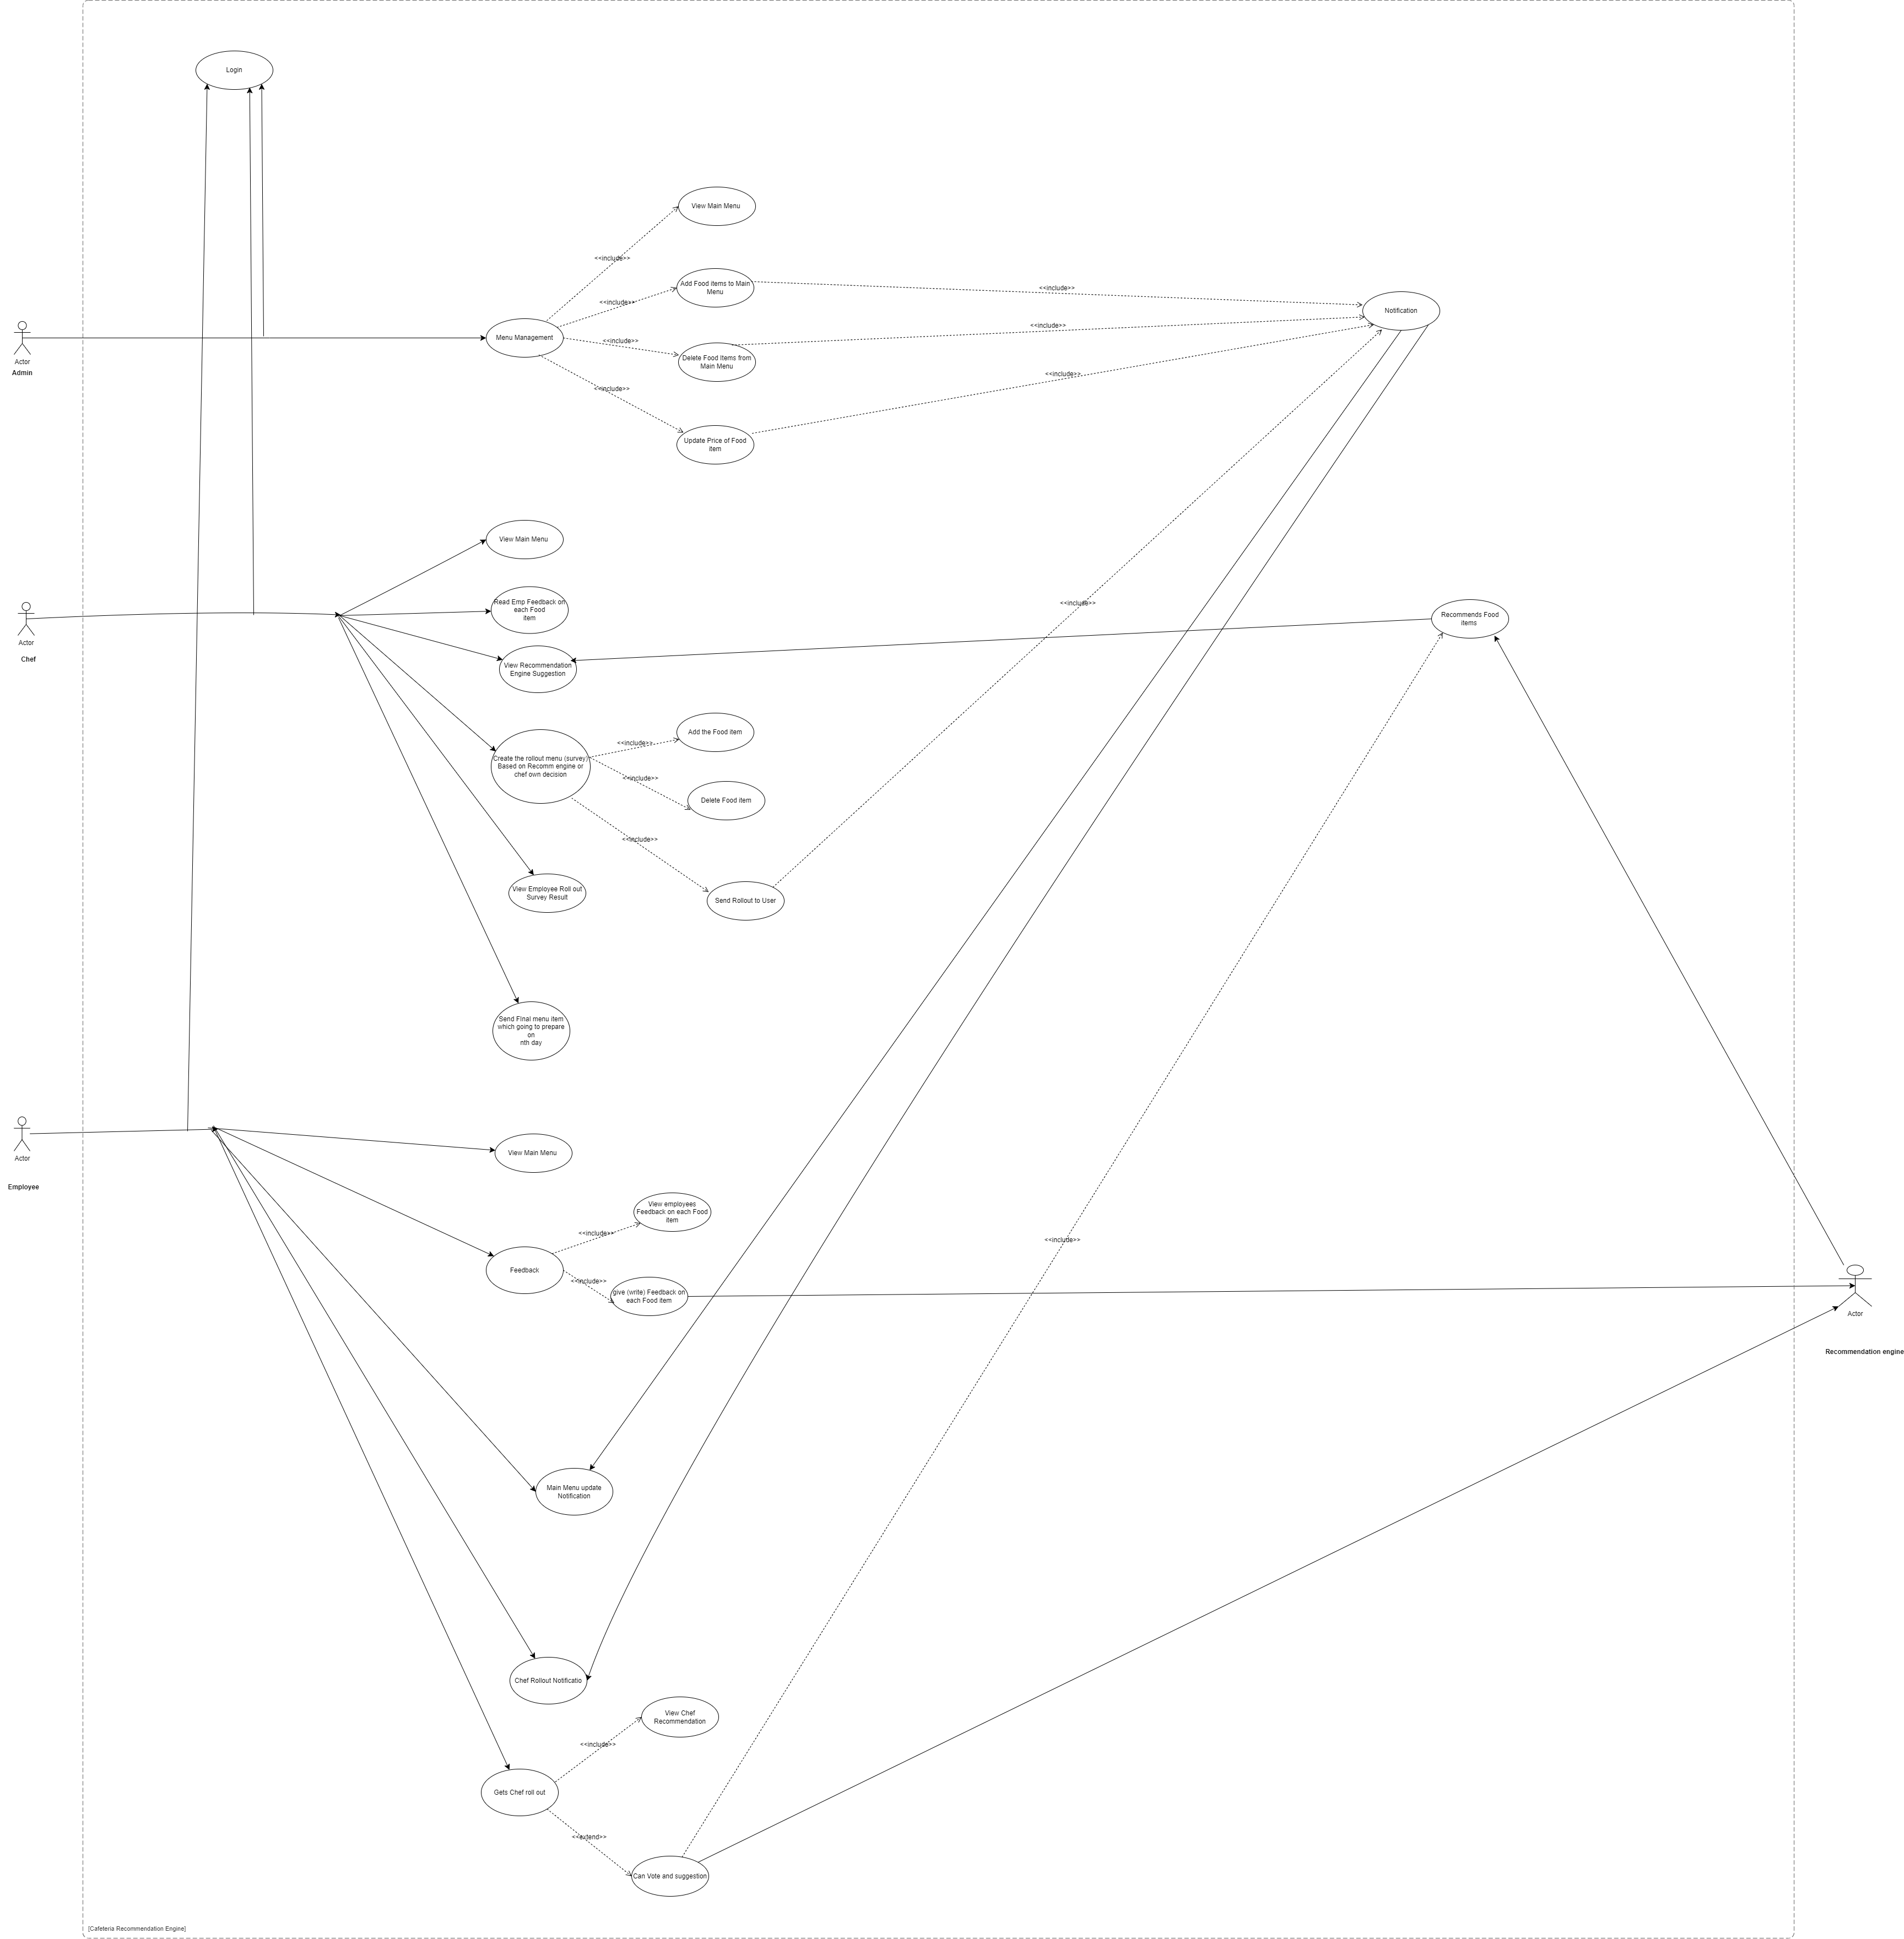 Login
View Main Menu
<<include>>
Add Food items to Main
Menu
<<include>>
<<include>>
Notification
Actor
Admin
Menu Management
<<include>>
<<include>>
Delete Food Items from
Main Menu
<<include>>
<<include>>
Update Price of Food
item
View Main Menu
Read Emp Feedback on
each Food
item
<<include>>
Recommends Food
items
Actor
Chef
View Recommendation
Engine Suggestion
Add the Food item
<<include>>
Create the rollout menu (survey)
Based on Recomm engine or
chef own decision
<<include>>
Delete Food item
<<include>>
View Employee Roll out
Survey Result
Send Rollout to User
Send Final menu item
which going to prepare
on
nth day
Actor
Employee
View Main Menu
View employees
Feedback on each Food
item
<<include>>
<<include>>
Feedback
<<include>>
give (write) Feedback on
each Food item
Actor
Recommendation engine
Main Menu update
Notification
Chef Rollout Notificatio
View Chef
Recommendation
<<include>>
Gets Chef roll out
<<extend>>
Can Vote and suggestion
[Cafeteria Recommendation Engine]